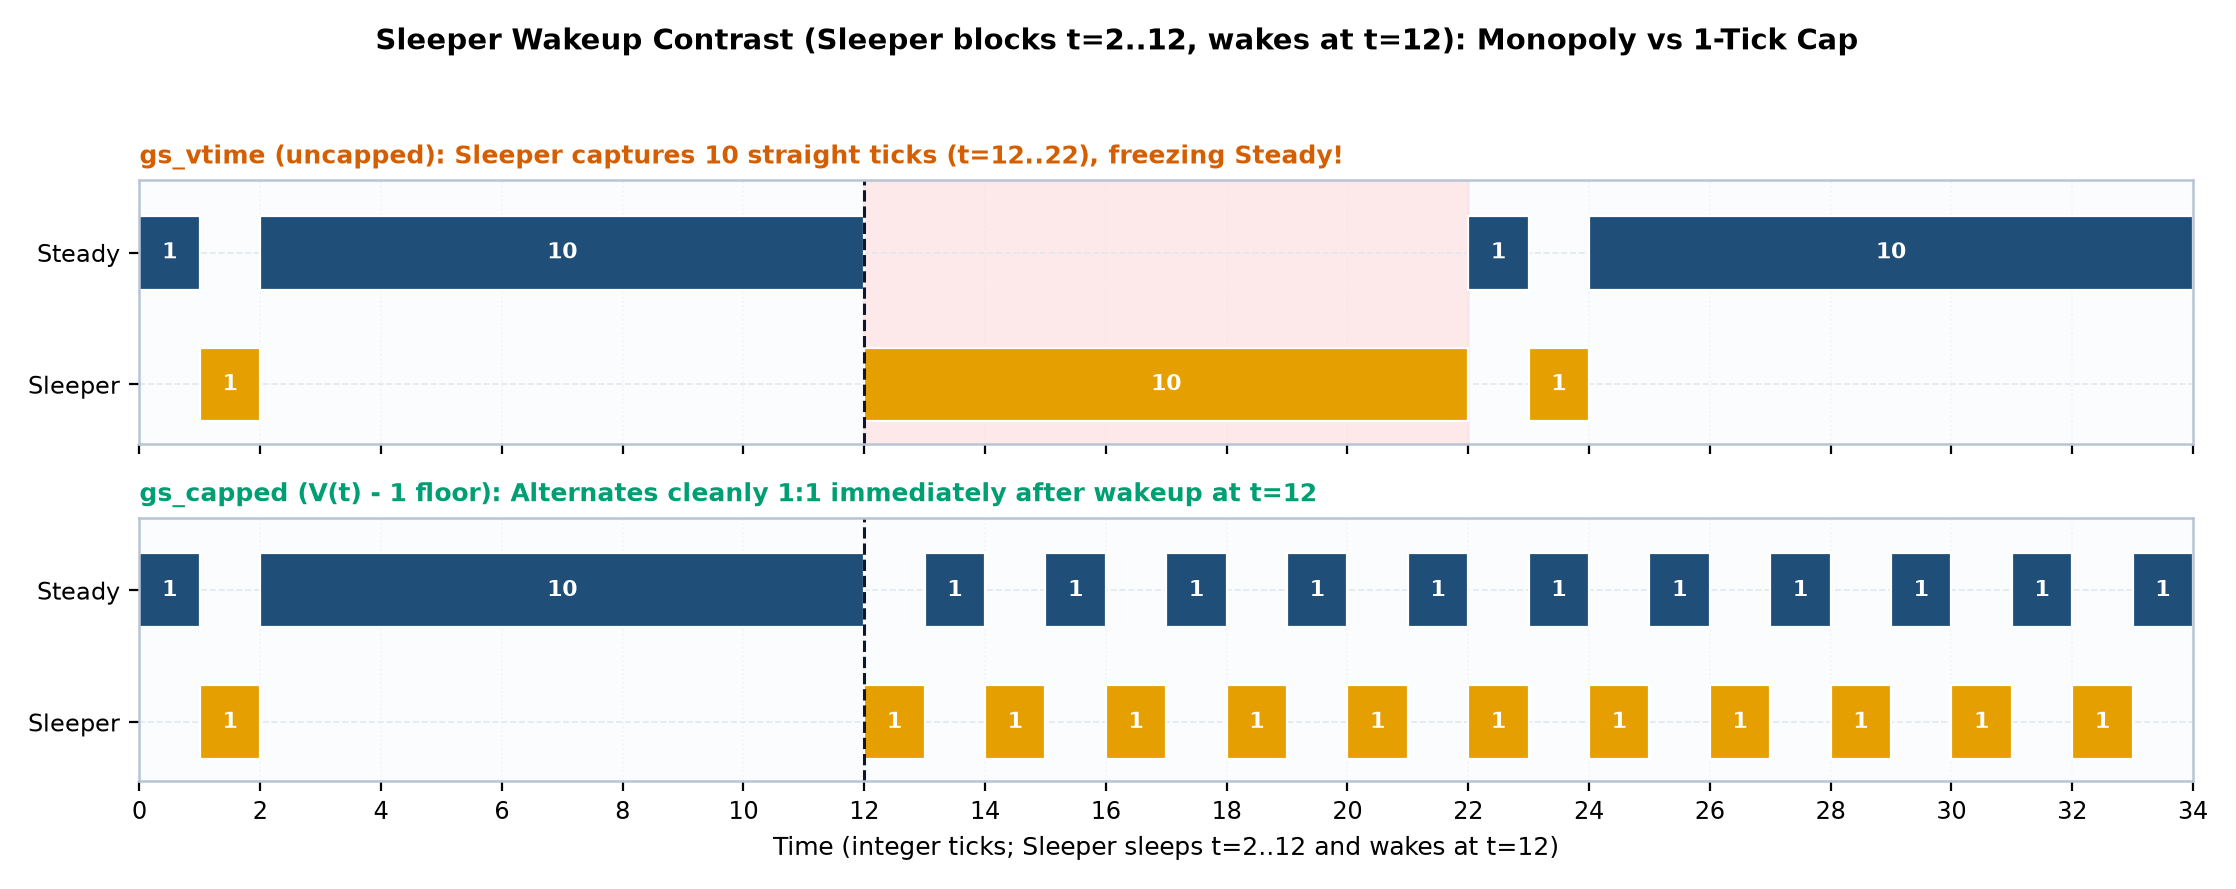 Sleeper Wakeup Contrast (Sleeper blocks t=2..12, wakes at t=12): Monopoly vs 1-Tick Cap
gs_vtime (uncapped): Sleeper captures 10 straight ticks (t=12..22), freezing Steady!
Steady 1 10 1 10
Sleeper 1 10 1
gs_capped (V(t) - 1 floor): Alternates cleanly 1:1 immediately after wakeup at t=12
Steady 1 10 1 1 1 1 1 1 1 1 1 1 1
Sleeper 1 1 1 1 1 1 1 1 1 1 1 1
0 2 4 6 8 10 12 14 16 18 20 22 24 26 28 30 32 34
Time (integer ticks; Sleeper sleeps t=2..12 and wakes at t=12)